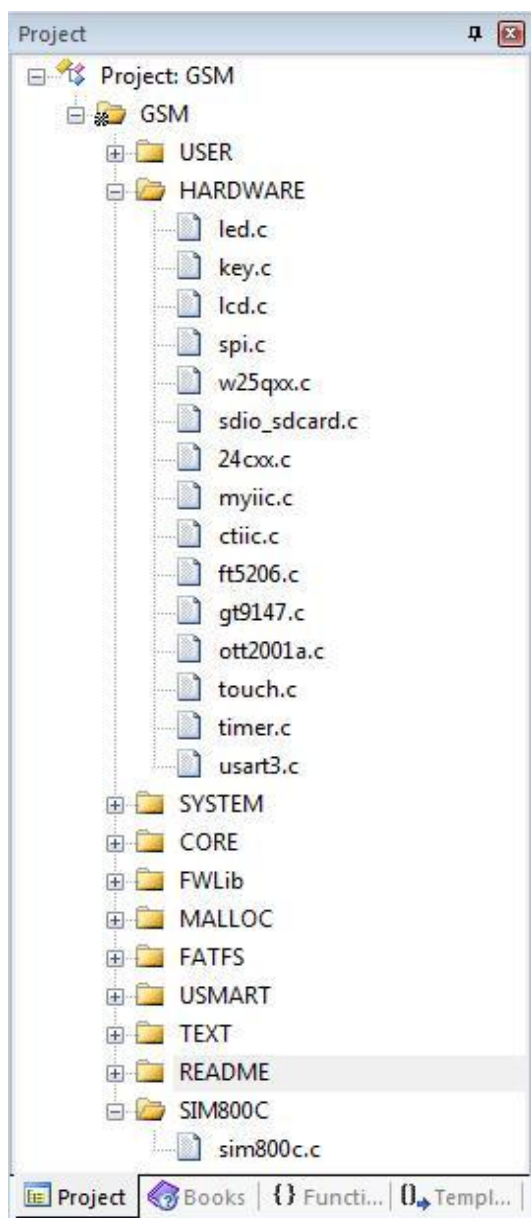 Project
Project: GSM
GSM
USER
HARDWARE
led.c
key.c
lcd.c
spi.c
w25qxx.c
sdio_sdcard.c
24cxx.c
myiic.c
ctiic.c
ft5206.c
gt9147.c
ott2001a.c
touch.c
timer.c
usart3.c
SYSTEM
CORE
FWLib
MALLOC
FATFS
USMART
TEXT
README
SIM800C
sim800c.c
Project Books {} Functi... 0 Templ...